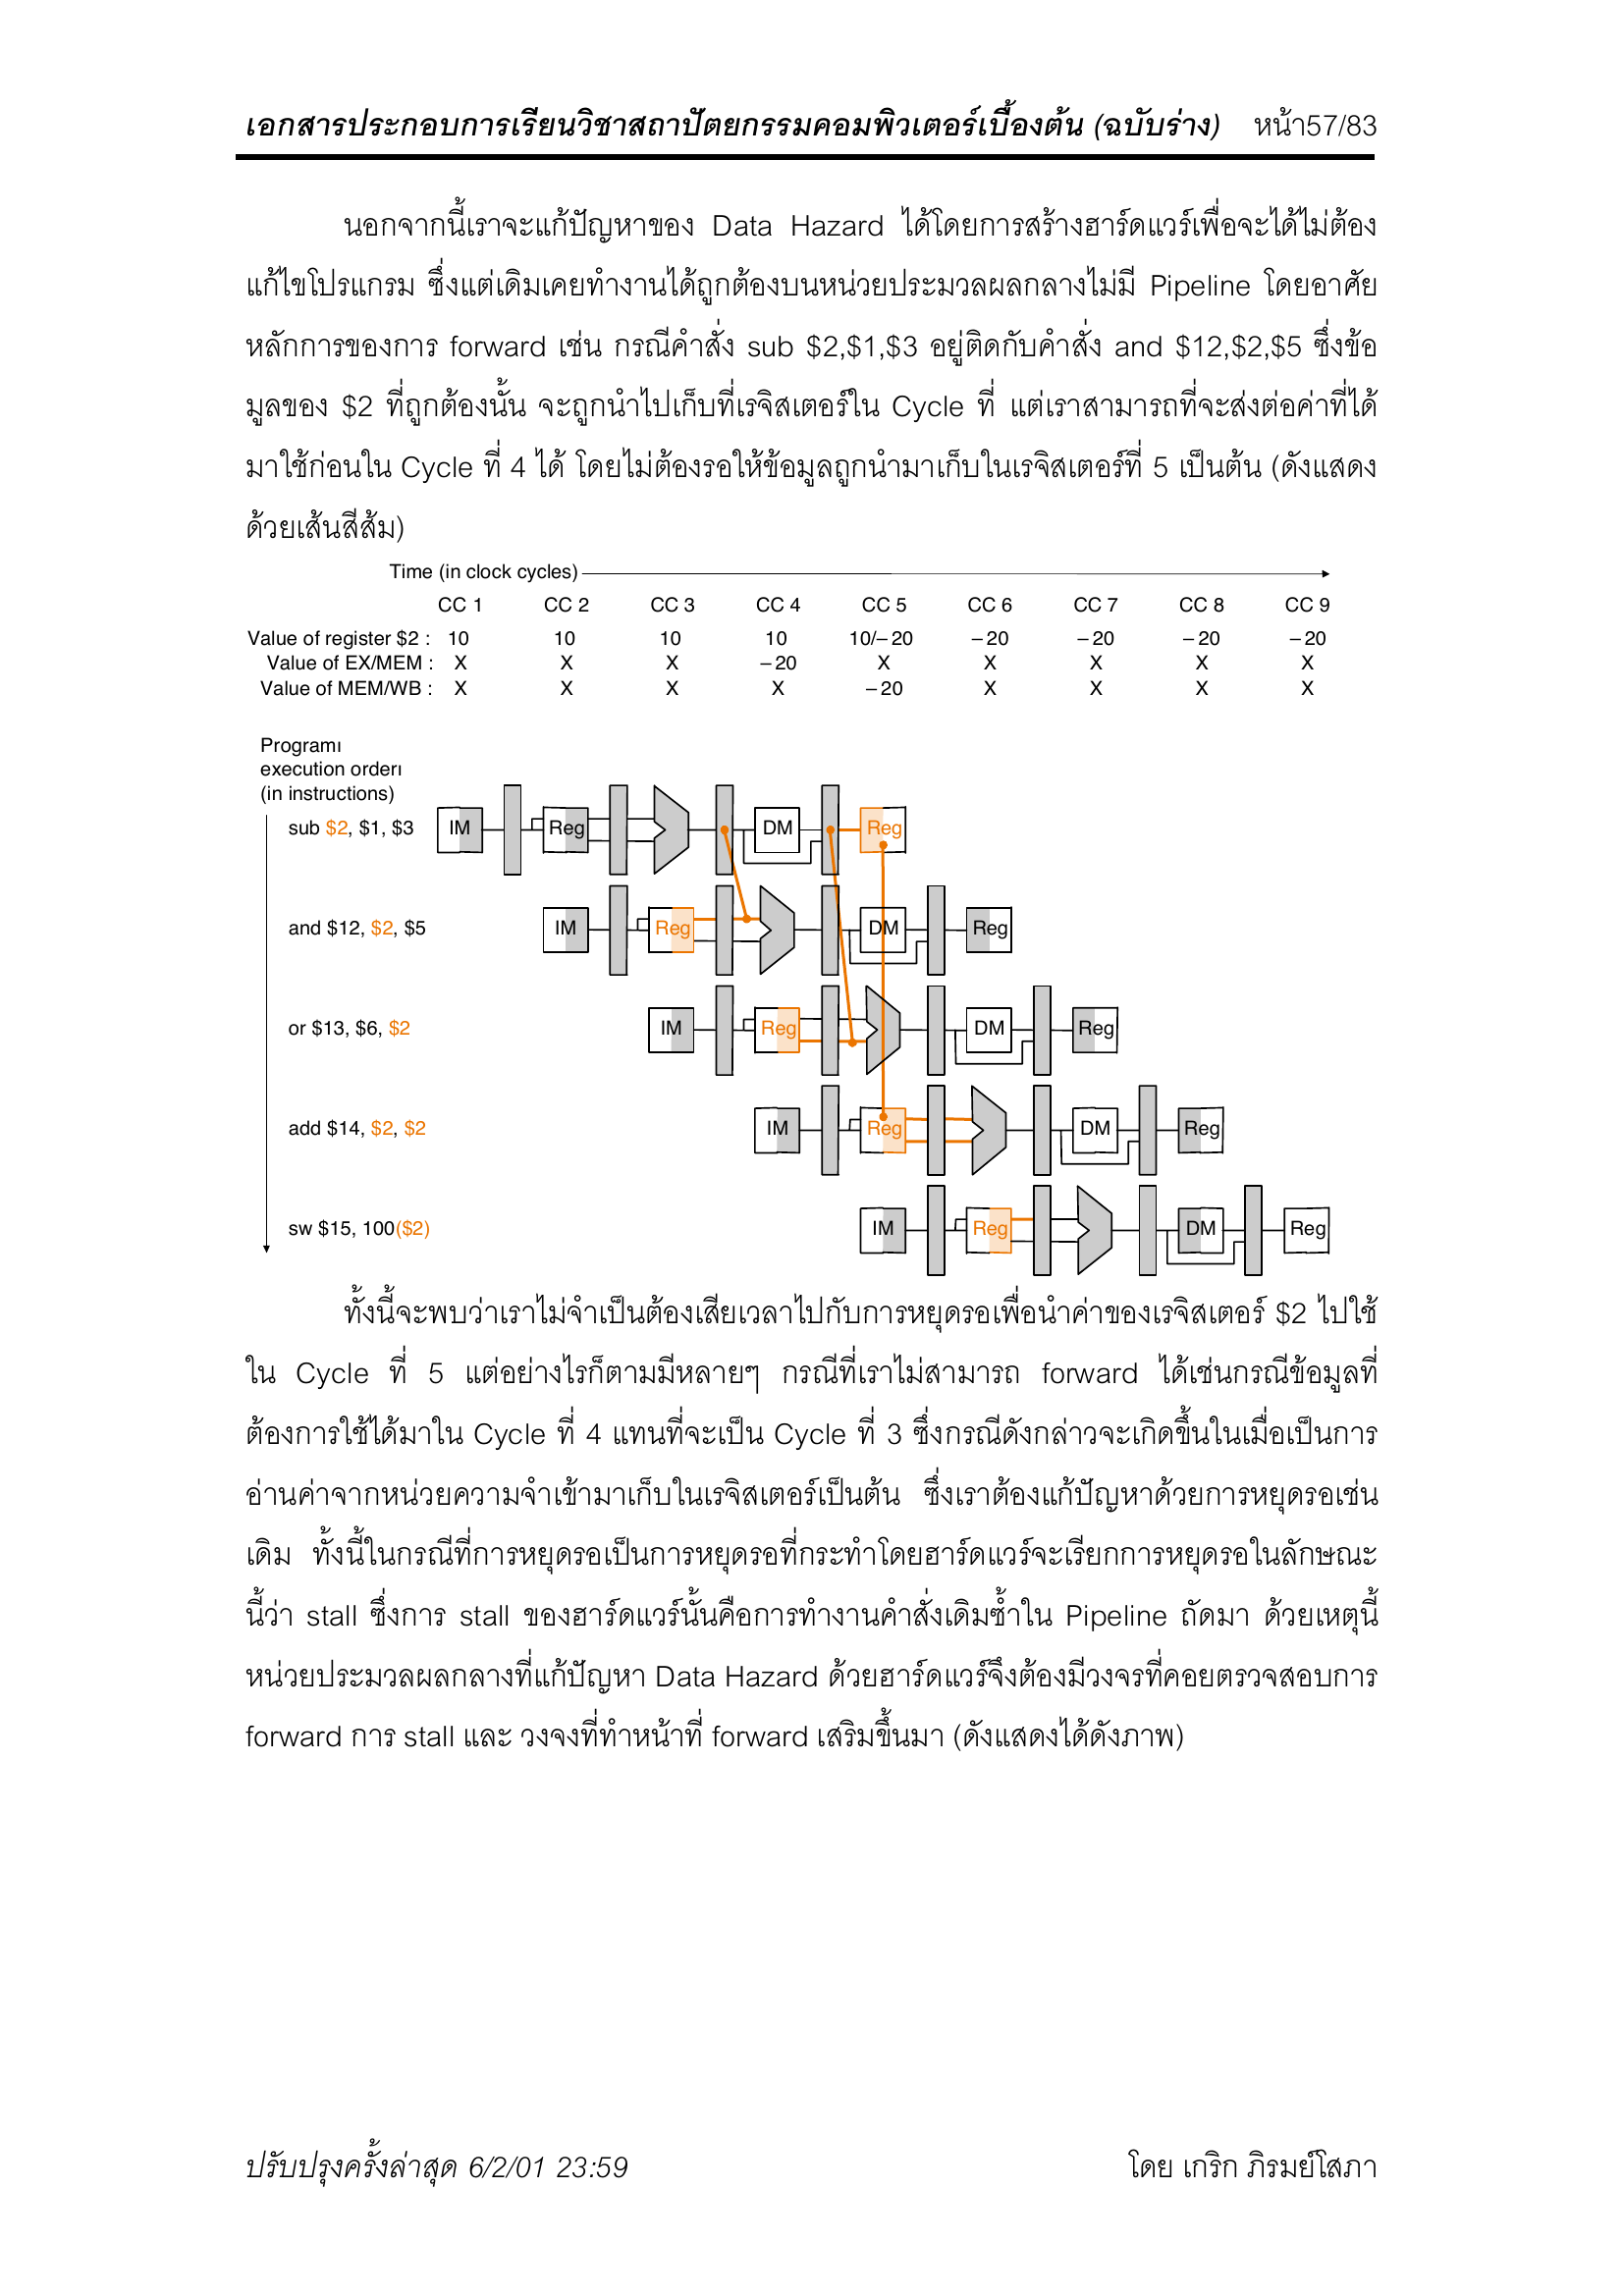 เอกสารประกอบการเรียนวิชาสถาปัตยกรรมคอมพิวเตอร์เบื้องต้น (ฉบับร่าง) หน้า57/83
นอกจากนี้เราจะแก้ปัญหาของ Data Hazard ได้โดยการสร้างฮาร์ดแวร์เพื่อจะได้ไม่ต้อง
แก้ไขโปรแกรม ซึ่งแต่เดิมเคยทำงานได้ถูกต้องบนหน่วยประมวลผลกลางไม่มี Pipeline โดยอาศัย
หลักการของการ forward เช่น กรณีคำสั่ง sub $2,$1,$3 อยู่ติดกับคำสั่ง and $12,$2,$5 ซึ่งข้อ
มูลของ $2 ที่ถูกต้องนั้น จะถูกนำไปเก็บที่เรจิสเตอร์ใน Cycle ที่ แต่เราสามารถที่จะส่งต่อค่าที่ได้
มาใช้ก่อนใน Cycle ที่ 4 ได้ โดยไม่ต้องรอให้ข้อมูลถูกนำมาเก็บในเรจิสเตอร์ที่ 5 เป็นต้น (ดังแสดง
ด้วยเส้นสีส้ม)
Time (in clock cycles)
CC 1 CC 2 CC 3 CC 4 CC 5 CC 6 CC 7 CC 8 CC 9
Value of register $2 : 10 10 10 10 10/–20 –20 –20 –20 –20
Value of EX/MEM : X X X –20 X X X X X
Value of MEM/WB : X X X X –20 X X X X
Programı
execution orderı
(in instructions)
sub $2, $1, $3 IM Reg DM Reg
and $12, $2, $5 IM Reg DM Reg
or $13, $6, $2 IM Reg DM Reg
add $14, $2, $2 IM Reg DM Reg
sw $15, 100($2) IM Reg DM Reg
ทั้งนี้จะพบว่าเราไม่จำเป็นต้องเสียเวลาไปกับการหยุดรอเพื่อนำค่าของเรจิสเตอร์ $2 ไปใช้
ใน Cycle ที่ 5 แต่อย่างไรก็ตามมีหลายๆ กรณีที่เราไม่สามารถ forward ได้เช่นกรณีข้อมูลที่
ต้องการใช้ได้มาใน Cycle ที่ 4 แทนที่จะเป็น Cycle ที่ 3 ซึ่งกรณีดังกล่าวจะเกิดขึ้นในเมื่อเป็นการ
อ่านค่าจากหน่วยความจำเข้ามาเก็บในเรจิสเตอร์เป็นต้น ซึ่งเราต้องแก้ปัญหาด้วยการหยุดรอเช่น
เดิม ทั้งนี้ในกรณีที่การหยุดรอเป็นการหยุดรอที่กระทำโดยฮาร์ดแวร์จะเรียกการหยุดรอในลักษณะ
นี้ว่า stall ซึ่งการ stall ของฮาร์ดแวร์นั้นคือการทำงานคำสั่งเดิมซ้ำใน Pipeline ถัดมา ด้วยเหตุนี้
หน่วยประมวลผลกลางที่แก้ปัญหา Data Hazard ด้วยฮาร์ดแวร์จึงต้องมีวงจรที่คอยตรวจสอบการ
forward การ stall และ วงจงที่ทำหน้าที่ forward เสริมขึ้นมา (ดังแสดงได้ดังภาพ)
ปรับปรุงครั้งล่าสุด 6/2/01 23:59 โดย เกริก ภิรมย์โสภา